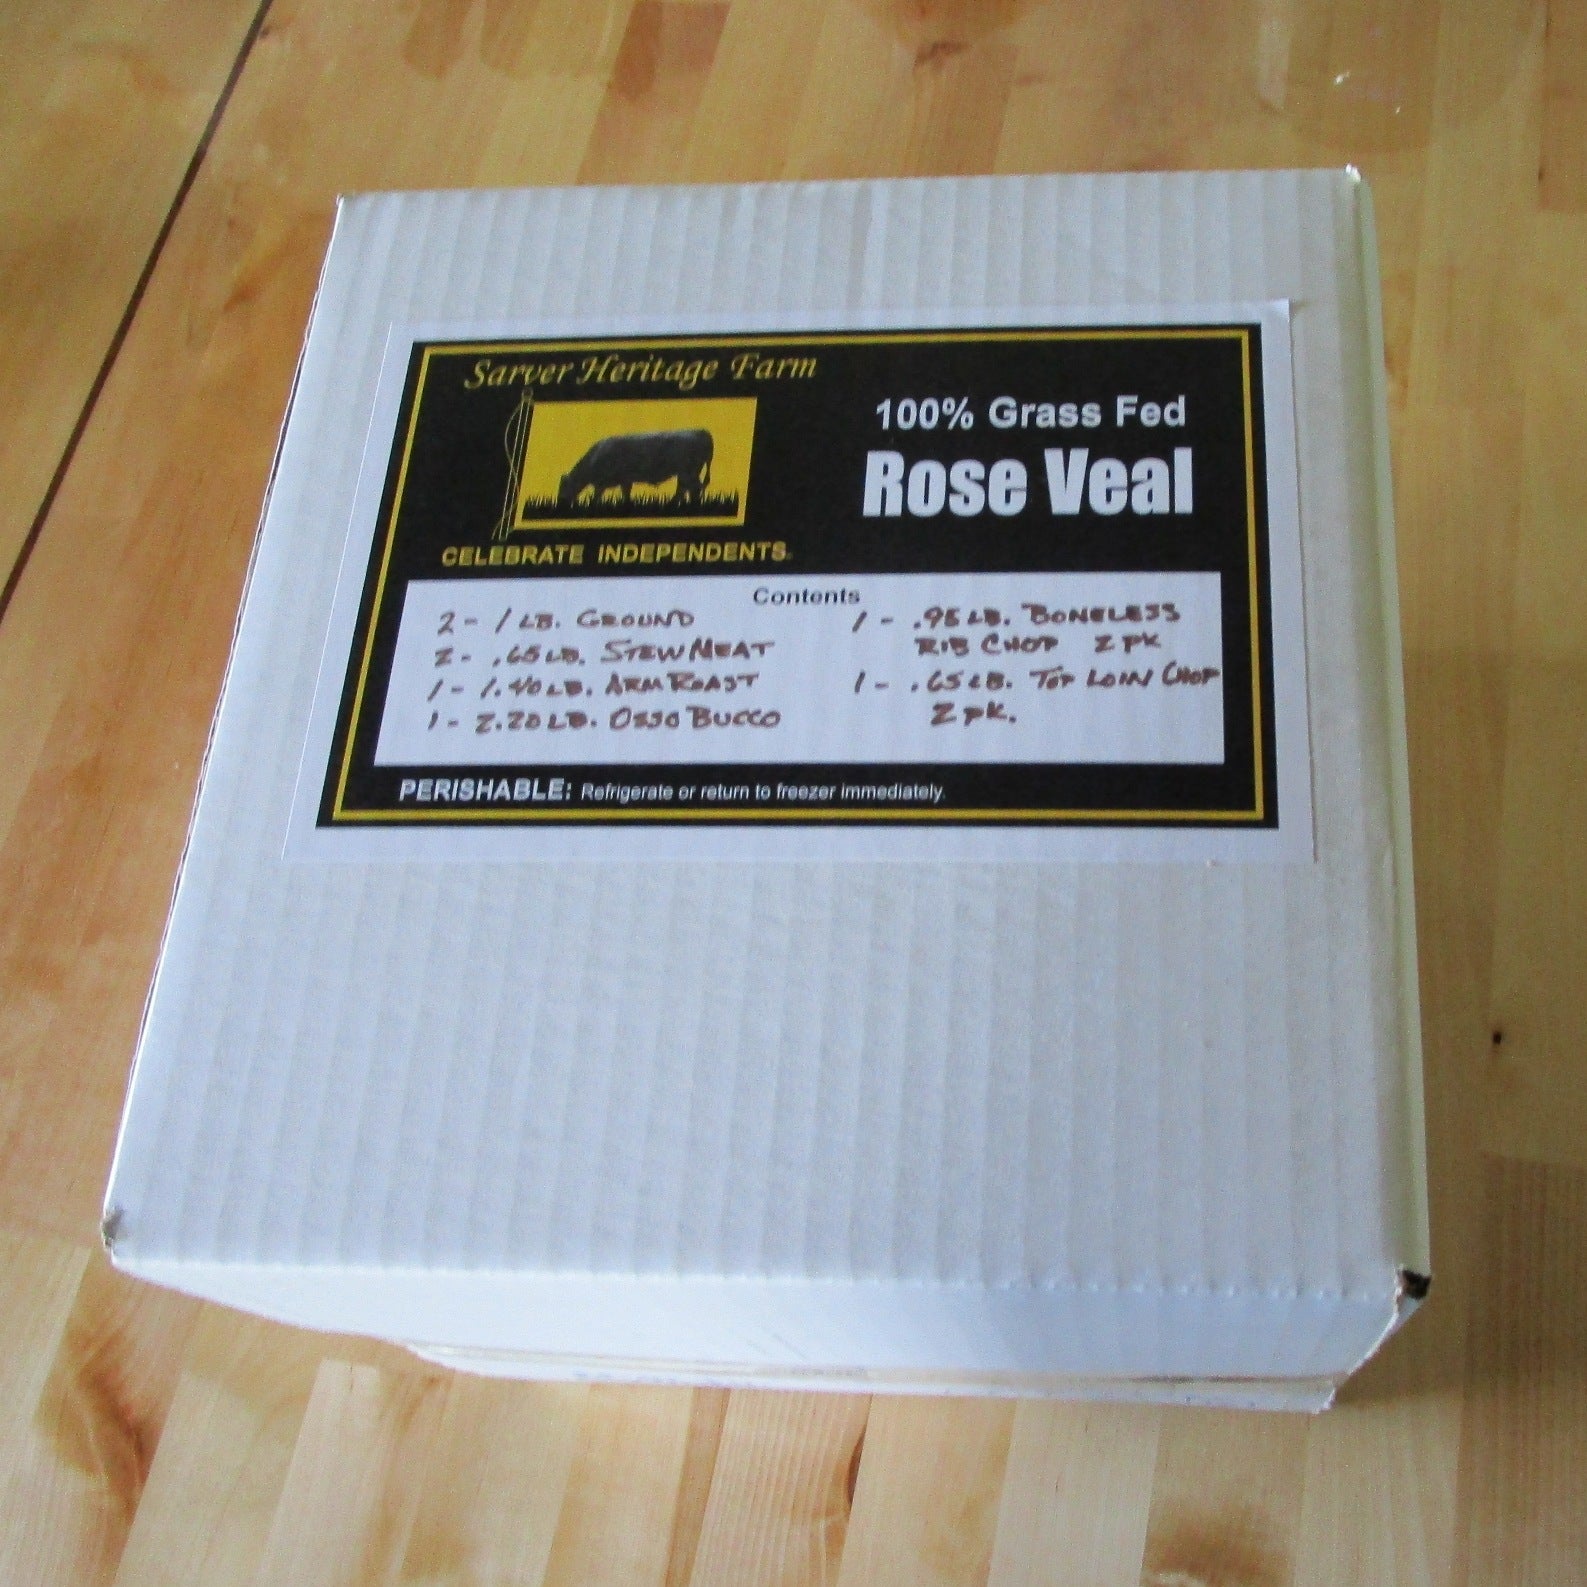 Sarver Heritage Farm
100% Grass Fed
Rose Veal
CELEBRATE INDEPENDENTS
Contents
2 - 1 LB. GROUND
2 - .65 LB. STEW MEAT
1 - 1.40 LB. ARM ROAST
1 - 2.20 LB. OSSO BUCCO
1 - .95 LB. BONELESS
RIB CHOP 2 PK
1 - .65 LB. TOP LOIN CHOP
2 PK.
PERISHABLE: Refrigerate or return to freezer immediately.